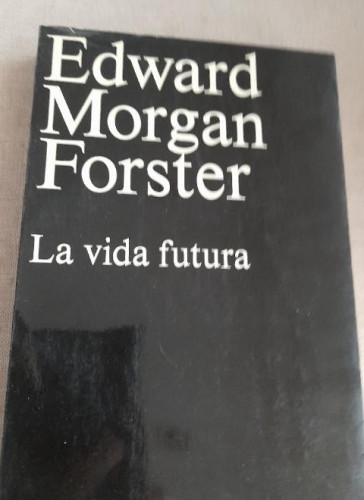 Edward
Morgan
Forster
La vida futura